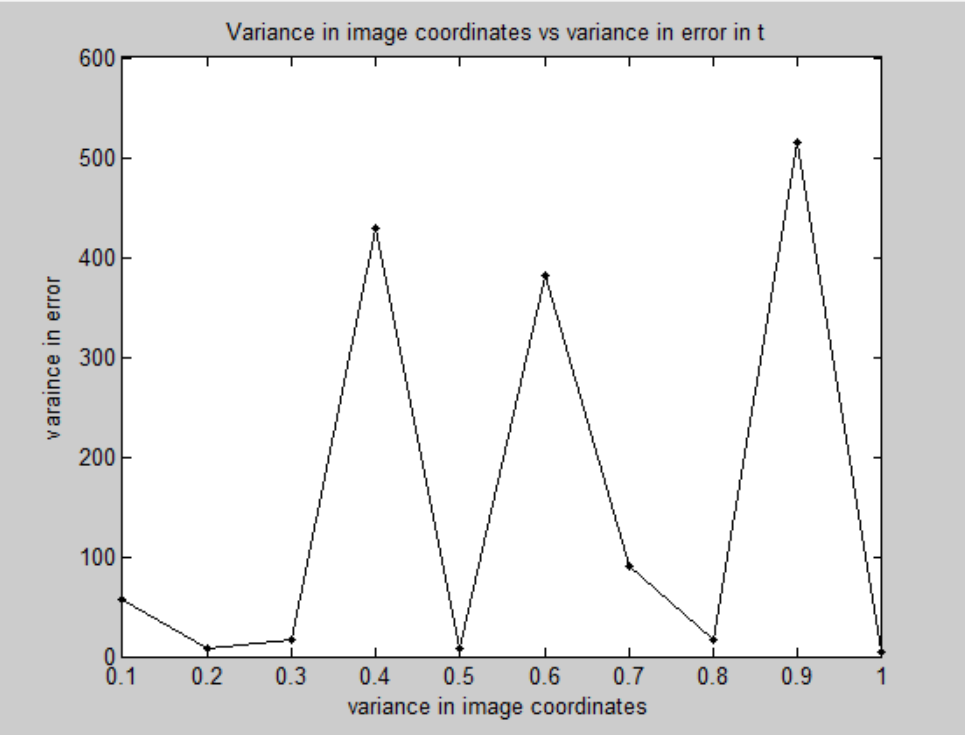 Variance in image coordinates vs variance in error in t
600
500
400
300
200
100
0
varaince in error
0.1 0.2 0.3 0.4 0.5 0.6 0.7 0.8 0.9 1
variance in image coordinates